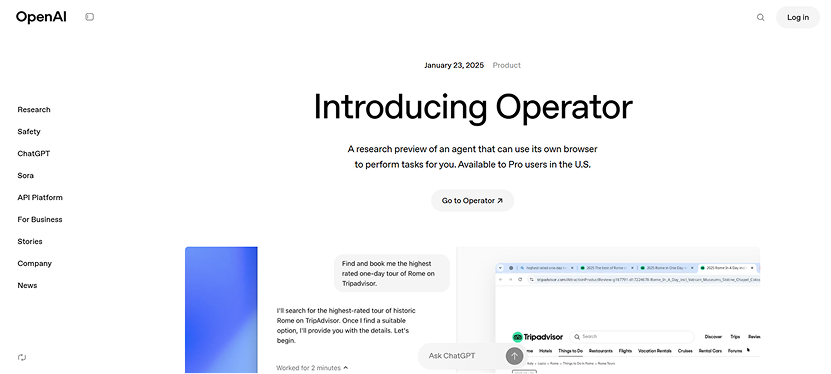 OpenAI
Log in
January 23, 2025 Product
Introducing Operator
A research preview of an agent that can use its own browser
to perform tasks for you. Available to Pro users in the U.S.
Go to Operator ↗
Research
Safety
ChatGPT
Sora
API Platform
For Business
Stories
Company
News
Find and book me the highest
rated one-day tour of Rome on
Tripadvisor.
I'll search for the highest-rated tour of historic
Rome on TripAdvisor. Once I find a suitable
option, I'll provide you with the details. Let's
begin.
Worked for 2 minutes
Tripadvisor
Search
Discover Trips Review
Hotels Things to Do Restaurants Flights Vacation Rentals Cruises Rental Cars Forums
Ask ChatGPT